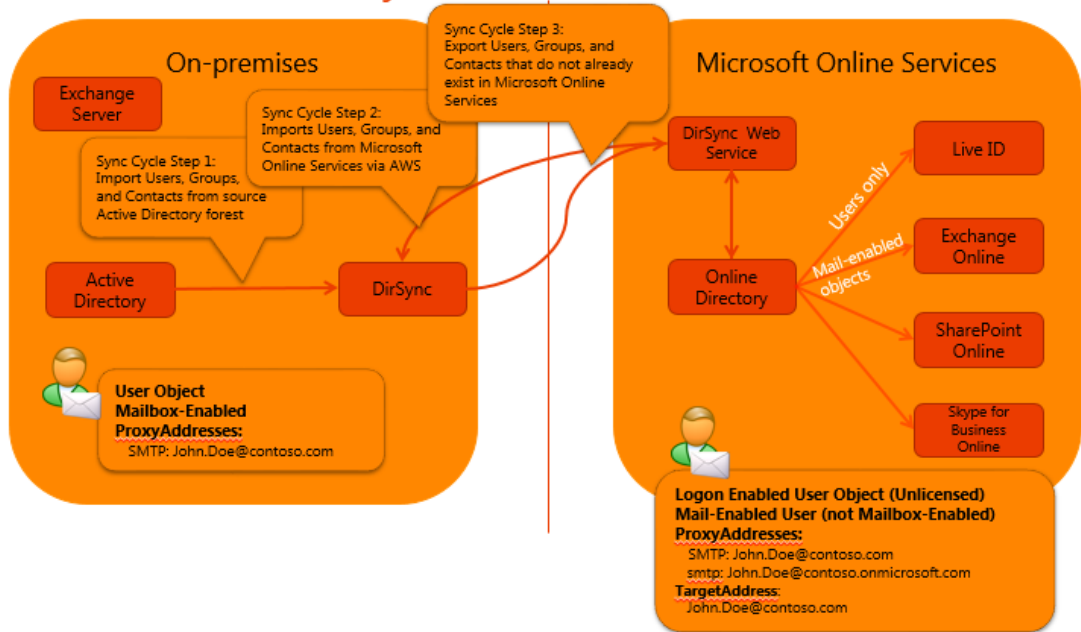 On-premises
Exchange
Server
Sync Cycle Step 1:
Import Users, Groups,
and Contacts from source
Active Directory forest
Sync Cycle Step 2:
Imports Users, Groups, and
Contacts from Microsoft
Online Services via AWS
Sync Cycle Step 3:
Export Users, Groups, and
Contacts that do not already
exist in Microsoft Online
Services
Active
Directory
DirSync
User Object
Mailbox-Enabled
ProxyAddresses:
SMTP: John.Doe@contoso.com
Microsoft Online Services
DirSync Web
Service
Online
Directory
Users only
Mail-enabled
objects
Live ID
Exchange
Online
SharePoint
Online
Skype for
Business
Online
Logon Enabled User Object (Unlicensed)
Mail-Enabled User (not Mailbox-Enabled)
ProxyAddresses:
SMTP: John.Doe@contoso.com
smtp: John.Doe@contoso.onmicrosoft.com
TargetAddress:
John.Doe@contoso.com